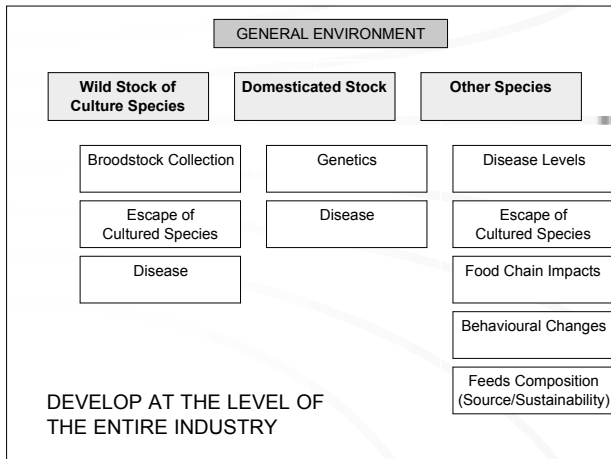 GENERAL ENVIRONMENT
Wild Stock of
Culture Species
Domesticated Stock
Other Species
Broodstock Collection
Escape of
Cultured Species
Disease
Genetics
Disease
Disease Levels
Escape of
Cultured Species
Food Chain Impacts
Behavioural Changes
Feeds Composition
(Source/Sustainability)
DEVELOP AT THE LEVEL OF
THE ENTIRE INDUSTRY